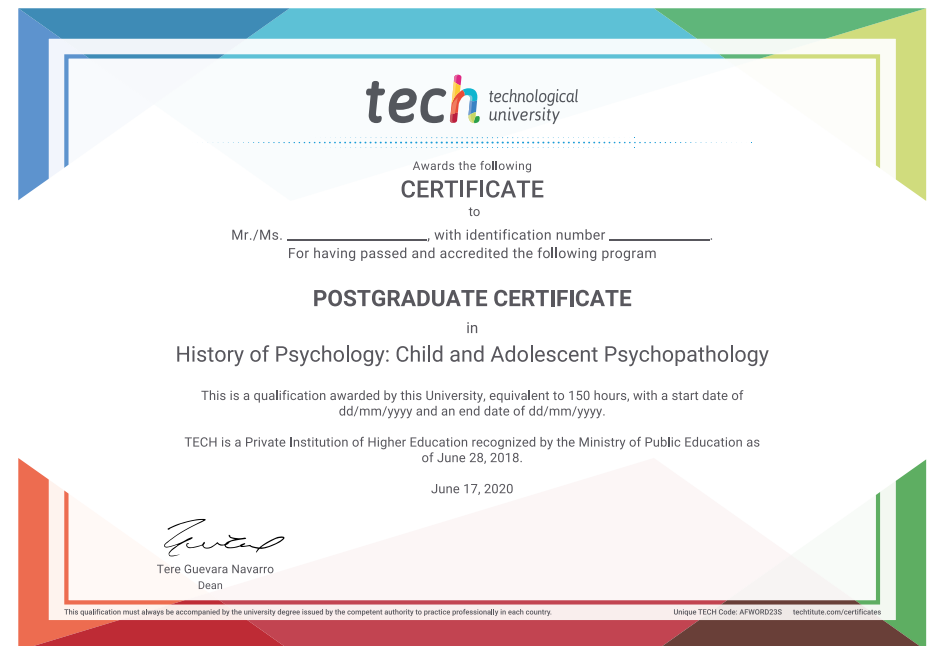 tech technological
university
Awards the following
CERTIFICATE
to
Mr./Ms. ____________, with identification number ____________.
For having passed and accredited the following program
POSTGRADUATE CERTIFICATE
in
History of Psychology: Child and Adolescent Psychopathology
This is a qualification awarded by this University, equivalent to 150 hours, with a start date of
dd/mm/yyyy and an end date of dd/mm/yyyy.
TECH is a Private Institution of Higher Education recognized by the Ministry of Public Education as
of June 28, 2018.
June 17, 2020
Tere Guevara Navarro
Dean
This qualification must always be accompanied by the university degree issued by the competent authority to practice professionally in each country.
Unique TECH Code: AFWORD23S techtitute.com/certificates